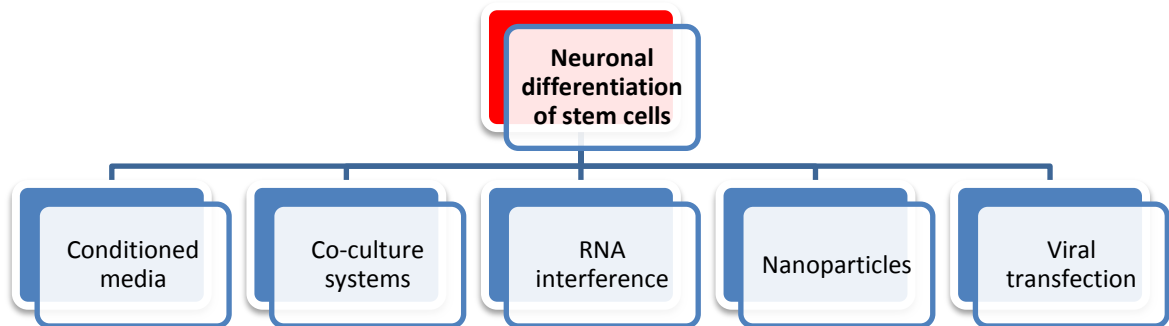 Neuronal
differentiation
of stem cells
Conditioned
media
Co-culture
systems
RNA
interference
Nanoparticles
Viral
transfection